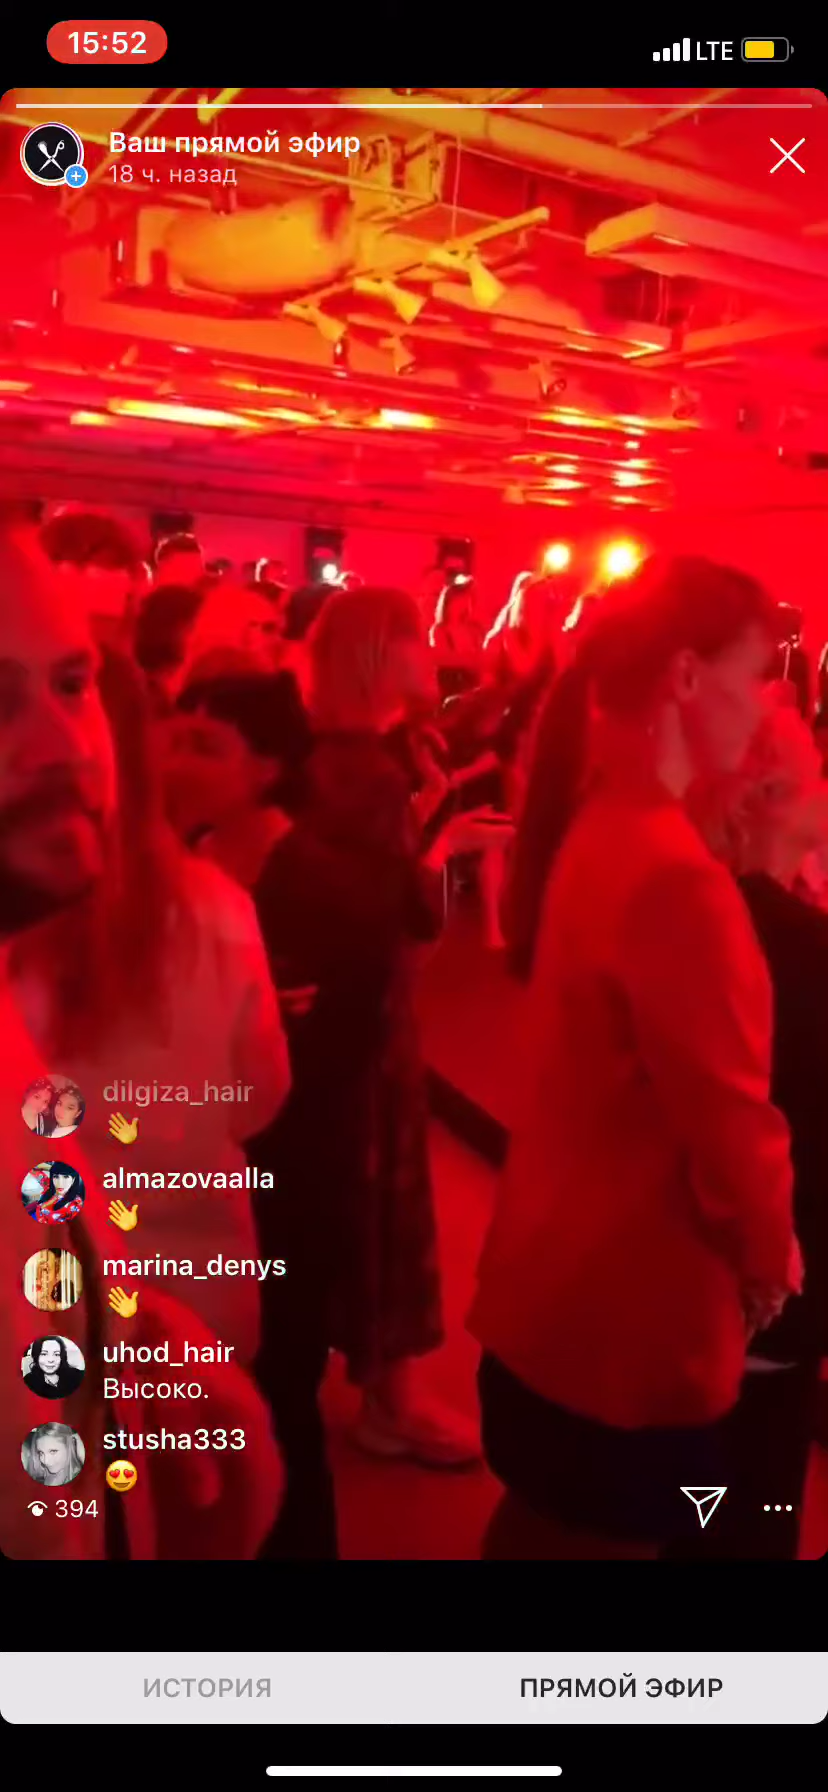 15:52
LTE
Ваш прямой эфир
18 ч. назад
dilgiza_hair
👋
almazovaalla
👋
marina_denys
👋
uhod_hair
Высоко.
stusha333
😍
394
ИСТОРИЯ
ПРЯМОЙ ЭФИР